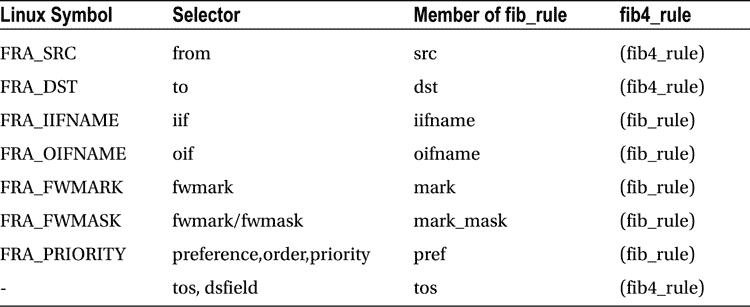 Linux Symbol Selector Member of fib_rule fib4_rule
FRA_SRC from src (fib4_rule)
FRA_DST to dst (fib4_rule)
FRA_IIFNAME iif iifname (fib_rule)
FRA_OIFNAME oif oifname (fib_rule)
FRA_FWMARK fwmark mark (fib_rule)
FRA_FWMASK fwmark/fwmask mark_mask (fib_rule)
FRA_PRIORITY preference,order,priority pref (fib_rule)
- tos, dsfield tos (fib4_rule)